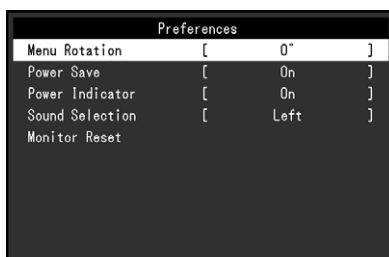 Preferences
Menu Rotation [ 0° ]
Power Save [ On ]
Power Indicator [ On ]
Sound Selection [ Left ]
Monitor Reset